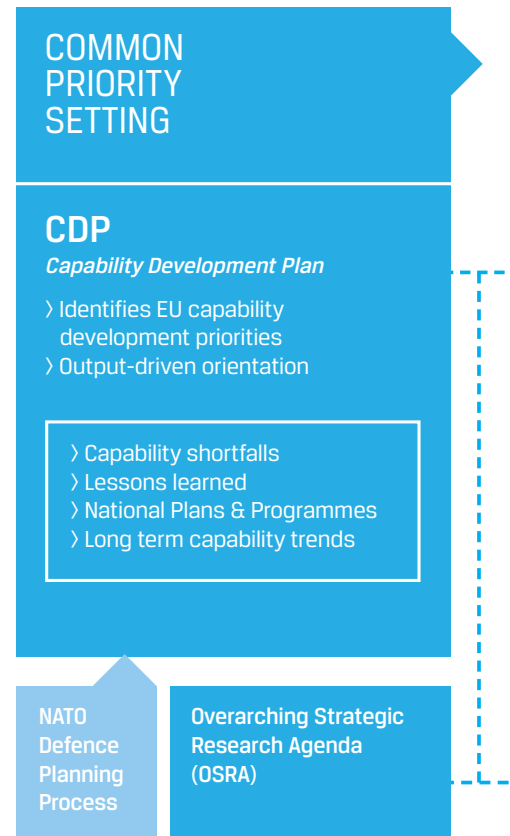 COMMON
PRIORITY
SETTING
CDP
Capability Development Plan
〉Identifies EU capability
development priorities
〉Output-driven orientation
〉Capability shortfalls
〉Lessons learned
〉National Plans & Programmes
〉Long term capability trends
NATO
Defence
Planning
Process
Overarching Strategic
Research Agenda
(OSRA)